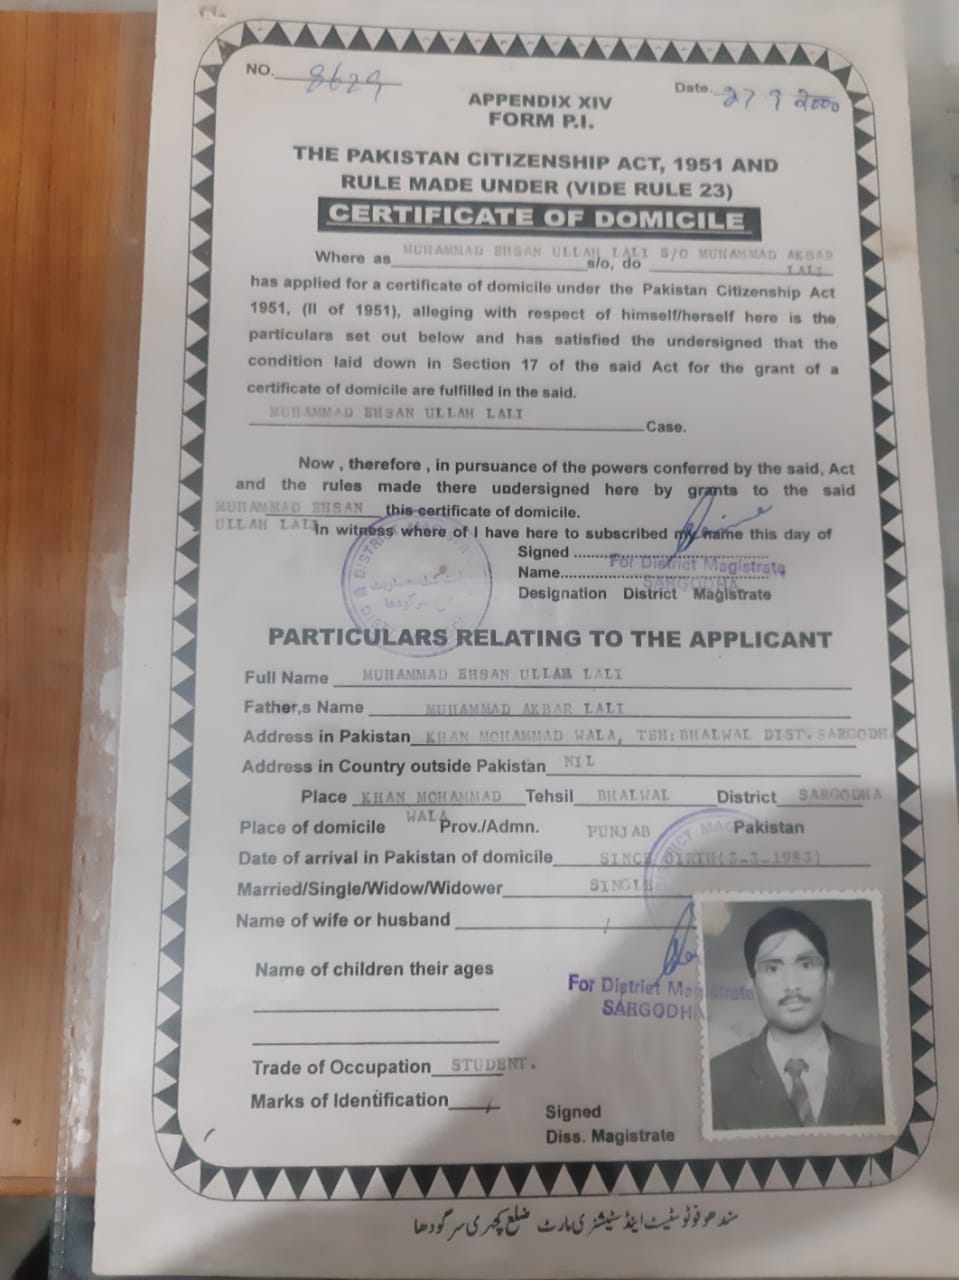 NO. 8629
Date. 27 9 2000
APPENDIX XIV
FORM P.I.
THE PAKISTAN CITIZENSHIP ACT, 1951 AND
RULE MADE UNDER (VIDE RULE 23)
CERTIFICATE OF DOMICILE
Where as MUHAMMAD EHSAN ULLAH LALI S/O MUHAMMAD AKBAR
s/o, do LALI
has applied for a certificate of domicile under the Pakistan Citizenship Act
1951, (II of 1951), alleging with respect of himself/herself here is the
particulars set out below and has satisfied the undersigned that the
condition laid down in Section 17 of the said Act for the grant of a
certificate of domicile are fulfilled in the said.
MUHAMMAD EHSAN ULLAH LALI
Case.
Now , therefore , in pursuance of the powers conferred by the said, Act
and the rules made there undersigned here by grants to the said
MUHAMMAD EHSAN this certificate of domicile.
ULLAH LALI In witness where of I have here to subscribed my name this day of
Signed
For District Magistrate
Name
SARGODHA
Designation District Magistrate
DISTRICT
PARTICULARS RELATING TO THE APPLICANT
Full Name MUHAMMAD EHSAN ULLAH LALI
Father,s Name MUHAMMAD AKBAR LALI
Address in Pakistan KHAN MOHAMMAD WALA, TEH:BHALWAL DIST.SARGODH
Address in Country outside Pakistan NIL
Place KHAN MOHAMMAD Tehsil BHALWAL District SARGODHA
WALA
Place of domicile Prov./Admn. PUNJAB Pakistan
Date of arrival in Pakistan of domicile SINCE BIRTH(3-3-1983)
Married/Single/Widow/Widower SINGLE
Name of wife or husband /
Name of children their ages
For District Magistrate
SARGODHA
Trade of Occupation STUDENT.
Marks of Identification /
Signed
Diss. Magistrate
سندھو فوٹو سٹیٹ اینڈ سٹیشنری مارٹ ضلع کچہری سرگودھا